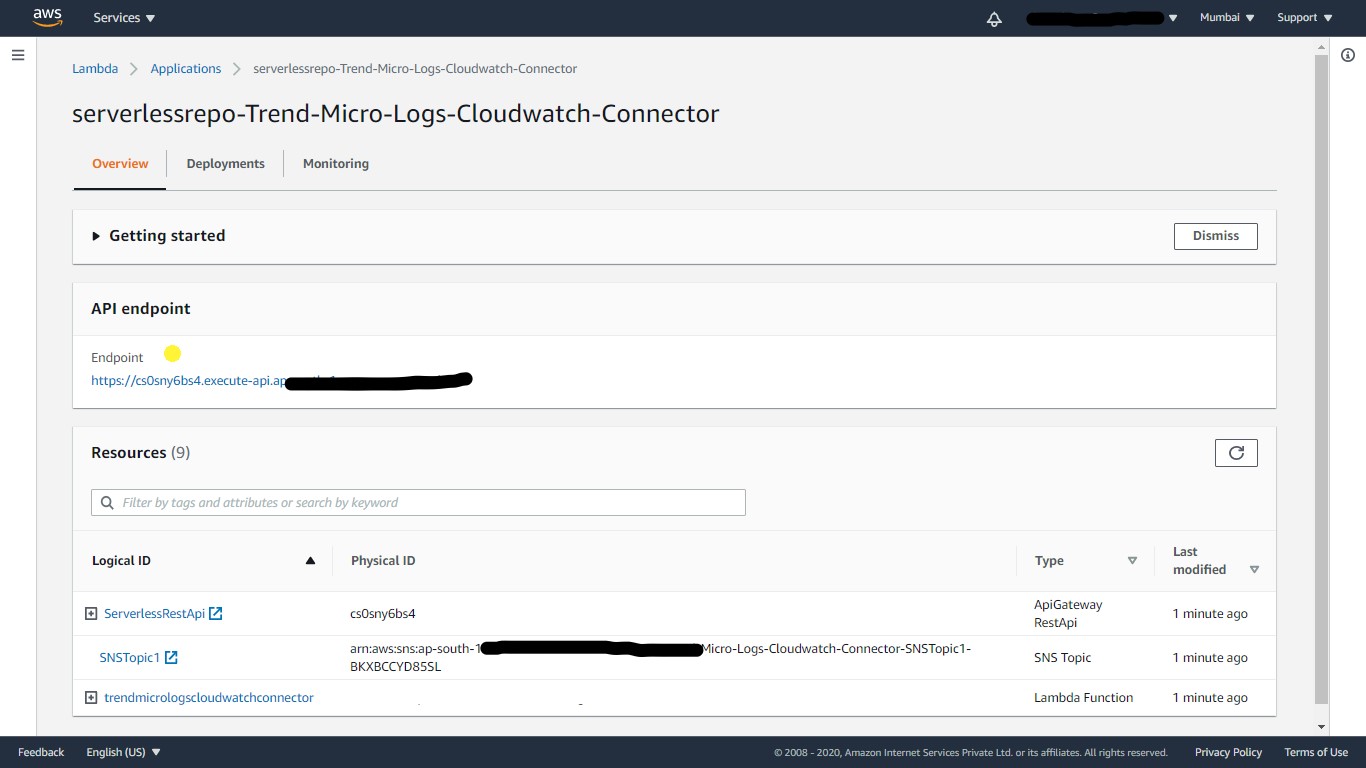 aws
Services
Mumbai
Support
Lambda
Applications
serverlessrepo-Trend-Micro-Logs-Cloudwatch-Connector
serverlessrepo-Trend-Micro-Logs-Cloudwatch-Connector
Overview
Deployments
Monitoring
Getting started
Dismiss
API endpoint
Endpoint
https://cs0sny6bs4.execute-api.ap
Resources (9)
Filter by tags and attributes or search by keyword
Logical ID
Physical ID
Type
Last
modified
ServerlessRestApi
cs0sny6bs4
ApiGateway
RestApi
1 minute ago
SNSTopic1
arn:aws:sns:ap-south-1
Micro-Logs-Cloudwatch-Connector-SNSTopic1-
BKXBCCYD85SL
SNS Topic
1 minute ago
trendmicrologscloudwatchconnector
Lambda Function
1 minute ago
Feedback
English (US)
© 2008 - 2020, Amazon Internet Services Private Ltd. or its affiliates. All rights reserved.
Privacy Policy
Terms of Use